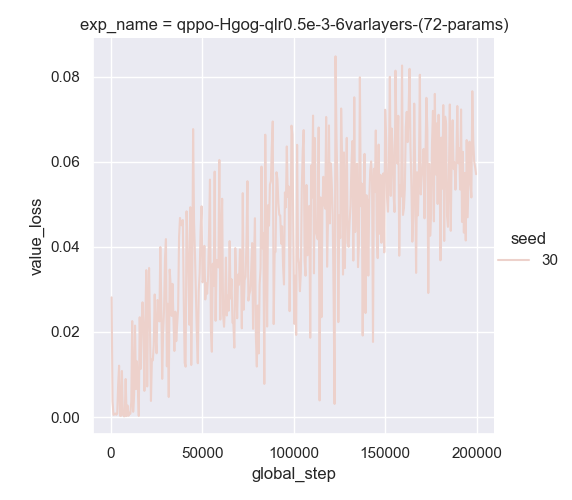 exp_name = qppo-Hgog-qlr0.5e-3-6varlayers-(72-params)
0.08
0.06
0.04
0.02
0.00
value_loss
seed
30
0 50000 100000 150000 200000
global_step